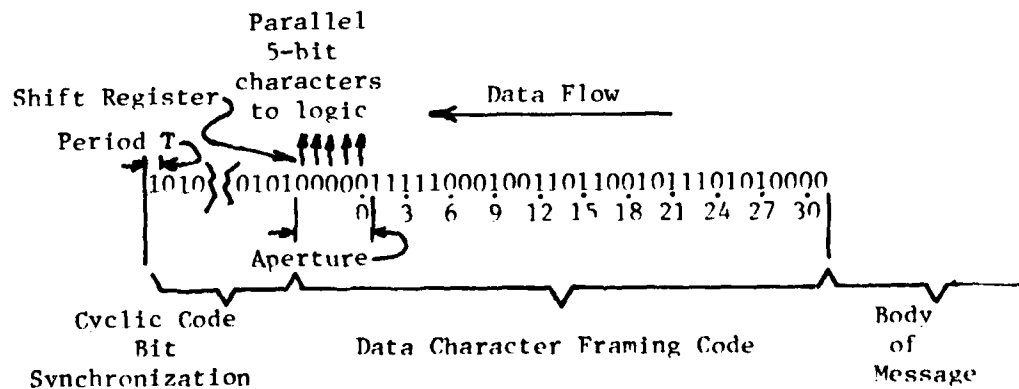 Parallel
5-bit
characters
to logic
Shift Register
Data Flow
Period T
1010 0101000001111100010011011001011101010000
0 3 6 9 12 15 18 21 24 27 30
Aperture
Cyclic Code
Bit
Synchronization
Data Character Framing Code
Body
of
Message